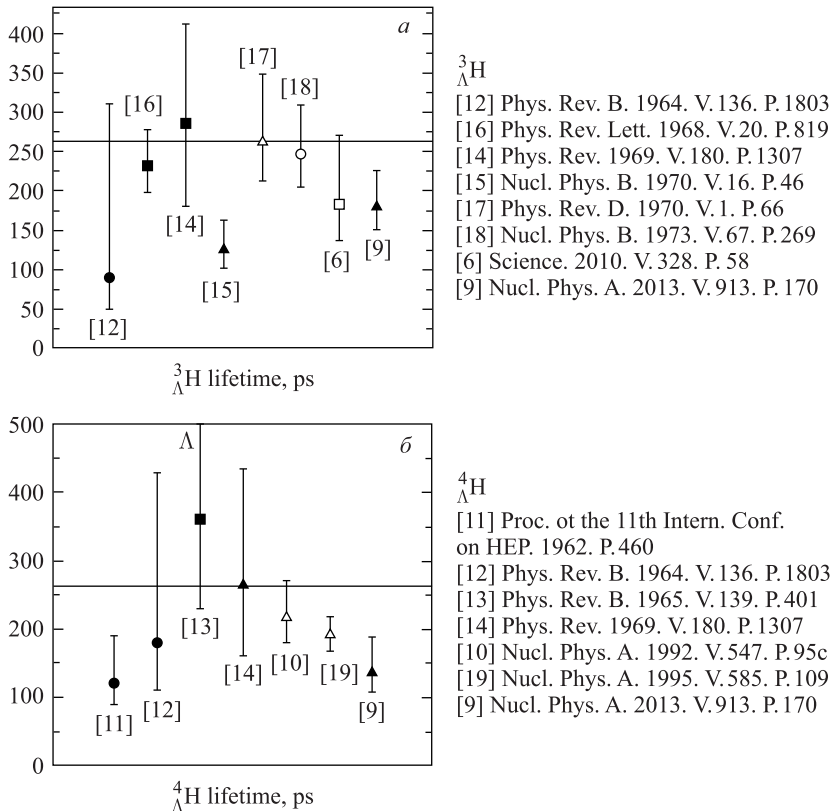 400
350
300
250
200
150
100
50
0
а
[12]
[16]
[14]
[15]
[17]
[18]
[6]
[9]
³ΛH lifetime, ps
³ΛH
[12] Phys. Rev. B. 1964. V.136. P.1803
[16] Phys. Rev. Lett. 1968. V.20. P.819
[14] Phys. Rev. 1969. V.180. P.1307
[15] Nucl. Phys. B. 1970. V.16. P.46
[17] Phys. Rev. D. 1970. V.1. P.66
[18] Nucl. Phys. B. 1973. V.67. P.269
[6] Science. 2010. V.328. P. 58
[9] Nucl. Phys. A. 2013. V.913. P.170
500
400
300
200
100
0
Λ
б
[11]
[12]
[13]
[14]
[10]
[19]
[9]
⁴ΛH lifetime, ps
⁴ΛH
[11] Proc. ot the 11th Intern. Conf.
on HEP. 1962. P.460
[12] Phys. Rev. B. 1964. V.136. P.1803
[13] Phys. Rev. B. 1965. V.139. P.401
[14] Phys. Rev. 1969. V.180. P.1307
[10] Nucl. Phys. A. 1992. V.547. P.95c
[19] Nucl. Phys. A. 1995. V.585. P.109
[9] Nucl. Phys. A. 2013. V.913. P.170